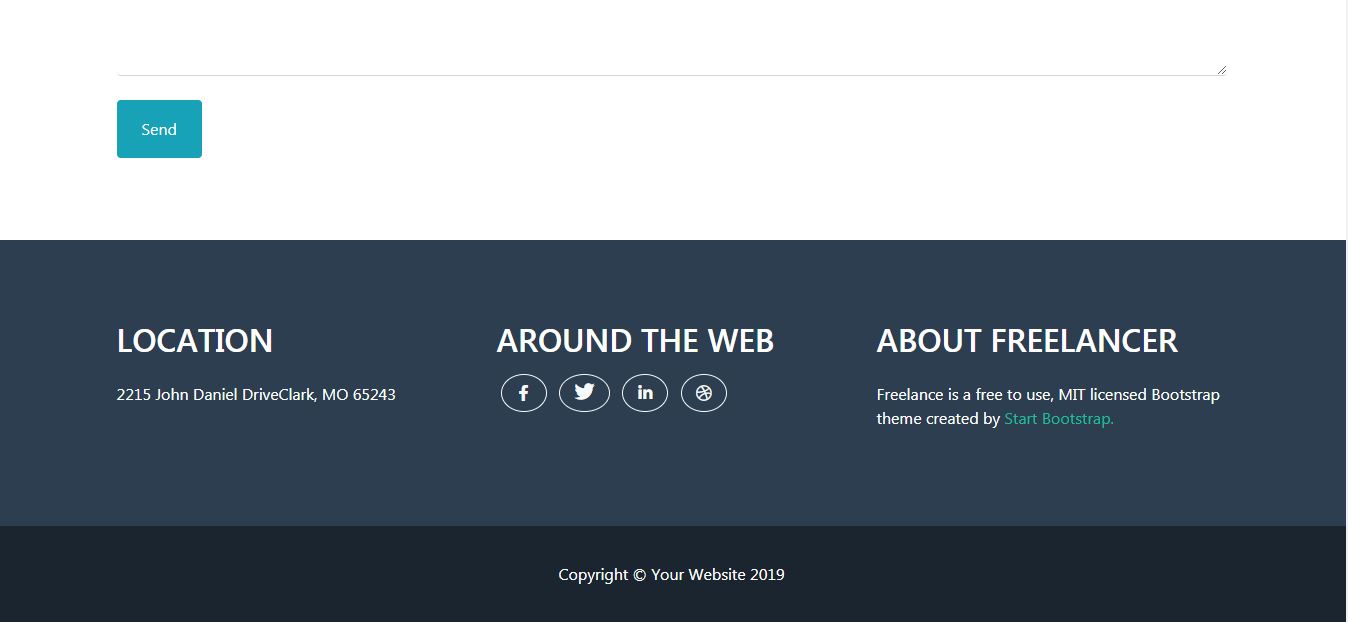 Send
LOCATION
2215 John Daniel DriveClark, MO 65243
AROUND THE WEB
ABOUT FREELANCER
Freelance is a free to use, MIT licensed Bootstrap
theme created by Start Bootstrap.
Copyright © Your Website 2019